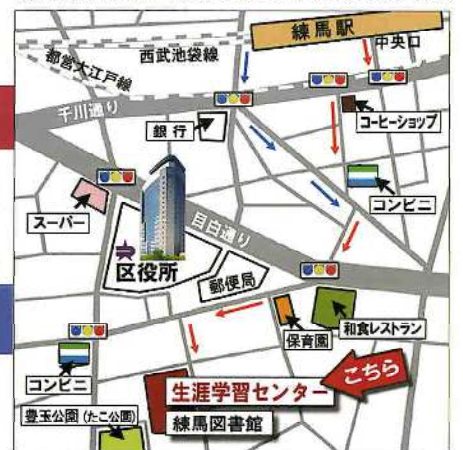 練馬駅
中央口
西武池袋線
都営大江戸線
千川通り
銀行
コーヒーショップ
コンビニ
スーパー
目白通り
区役所
郵便局
保育園
和食レストラン
コンビニ
こちら
生涯学習センター
練馬図書館
豊玉公園(たこ公園)